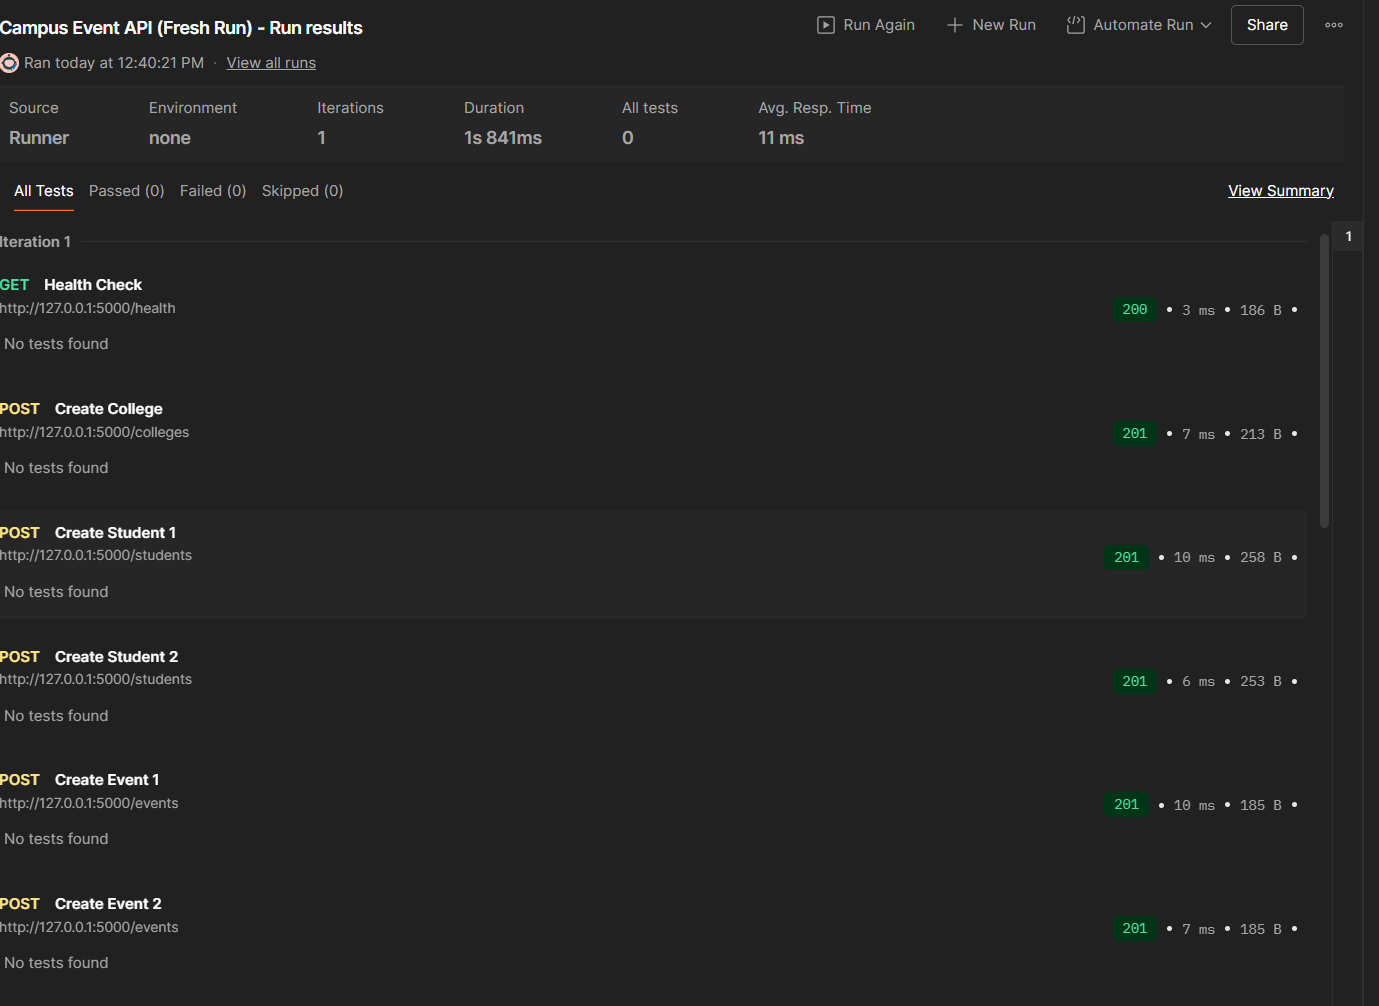 Campus Event API (Fresh Run) - Run results
Run Again
New Run
Automate Run
Share
Ran today at 12:40:21 PM · View all runs
Source Environment Iterations Duration All tests Avg. Resp. Time
Runner none 1 1s 841ms 0 11 ms
All Tests Passed (0) Failed (0) Skipped (0) View Summary
Iteration 1
1
GET Health Check
http://127.0.0.1:5000/health
200 • 3 ms • 186 B •
No tests found
POST Create College
http://127.0.0.1:5000/colleges
201 • 7 ms • 213 B •
No tests found
POST Create Student 1
http://127.0.0.1:5000/students
201 • 10 ms • 258 B •
No tests found
POST Create Student 2
http://127.0.0.1:5000/students
201 • 6 ms • 253 B •
No tests found
POST Create Event 1
http://127.0.0.1:5000/events
201 • 10 ms • 185 B •
No tests found
POST Create Event 2
http://127.0.0.1:5000/events
201 • 7 ms • 185 B •
No tests found